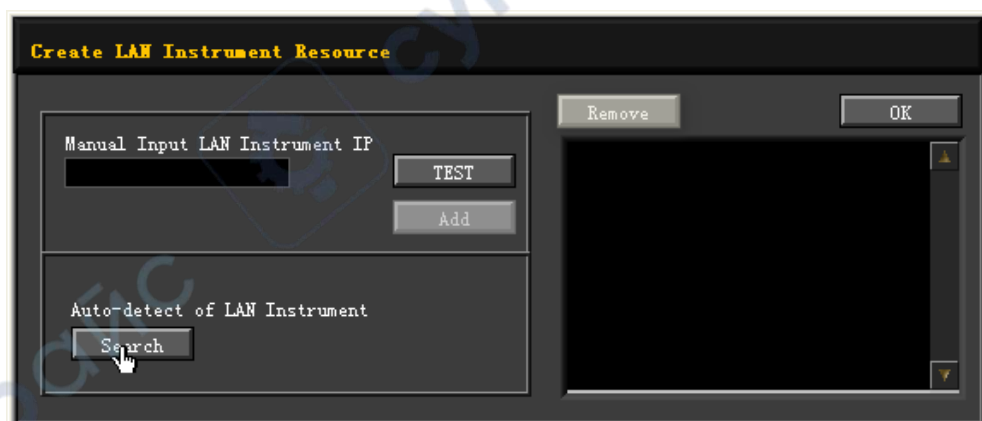 Create LAN Instrument Resource
Remove
OK
Manual Input LAN Instrument IP
TEST
Add
Auto-detect of LAN Instrument
Search